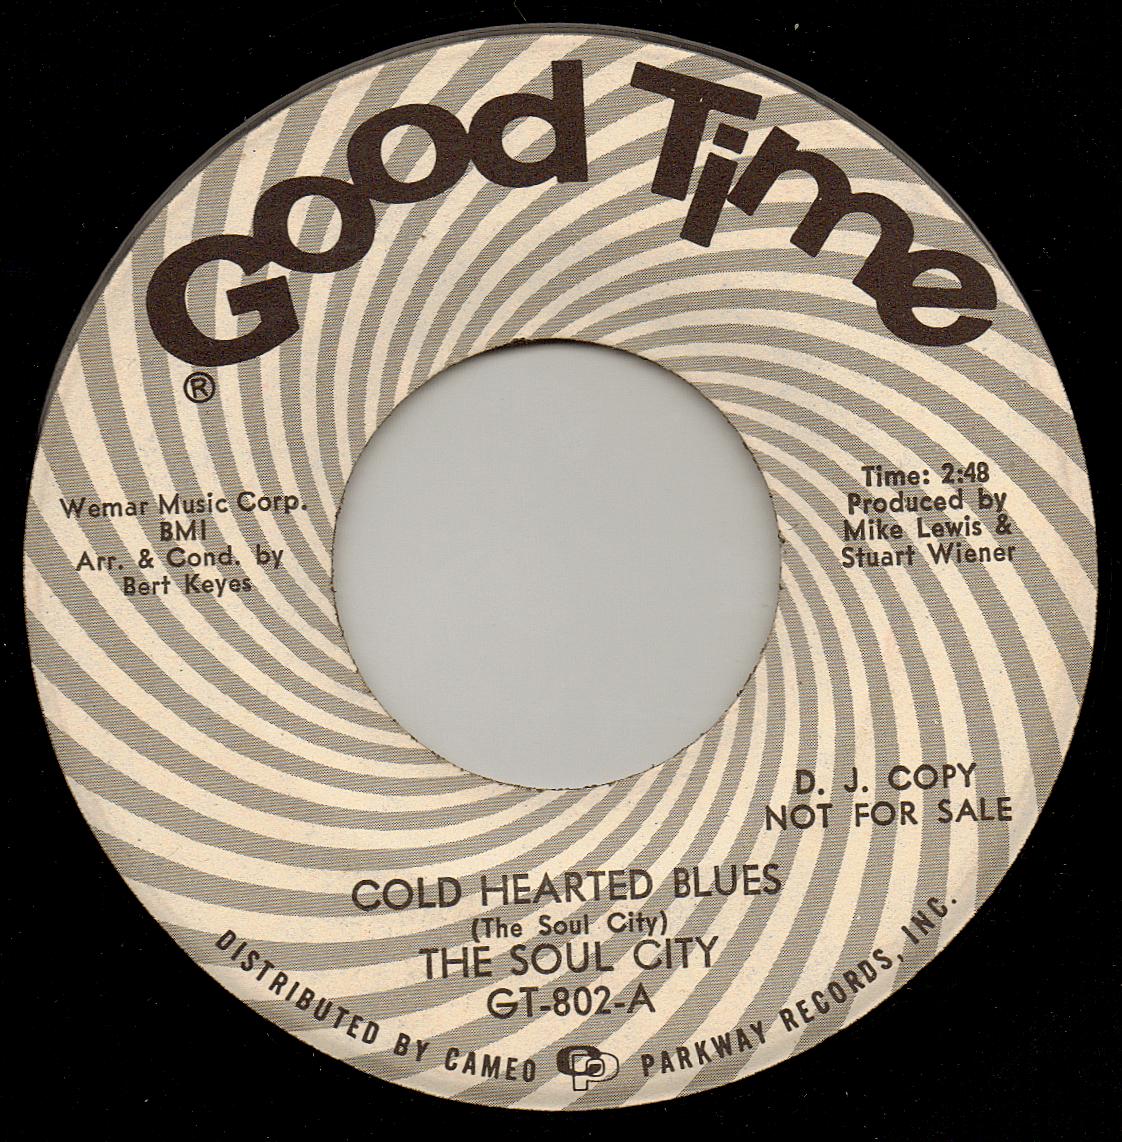 Good Time
®
Wemar Music Corp.
BMI
Arr. & Cond. by
Bert Keyes
Time: 2:48
Produced by
Mike Lewis &
Stuart Wiener
D. J. COPY
NOT FOR SALE
COLD HEARTED BLUES
(The Soul City)
THE SOUL CITY
GT-802-A
DISTRIBUTED BY CAMEO CP PARKWAY RECORDS, INC.